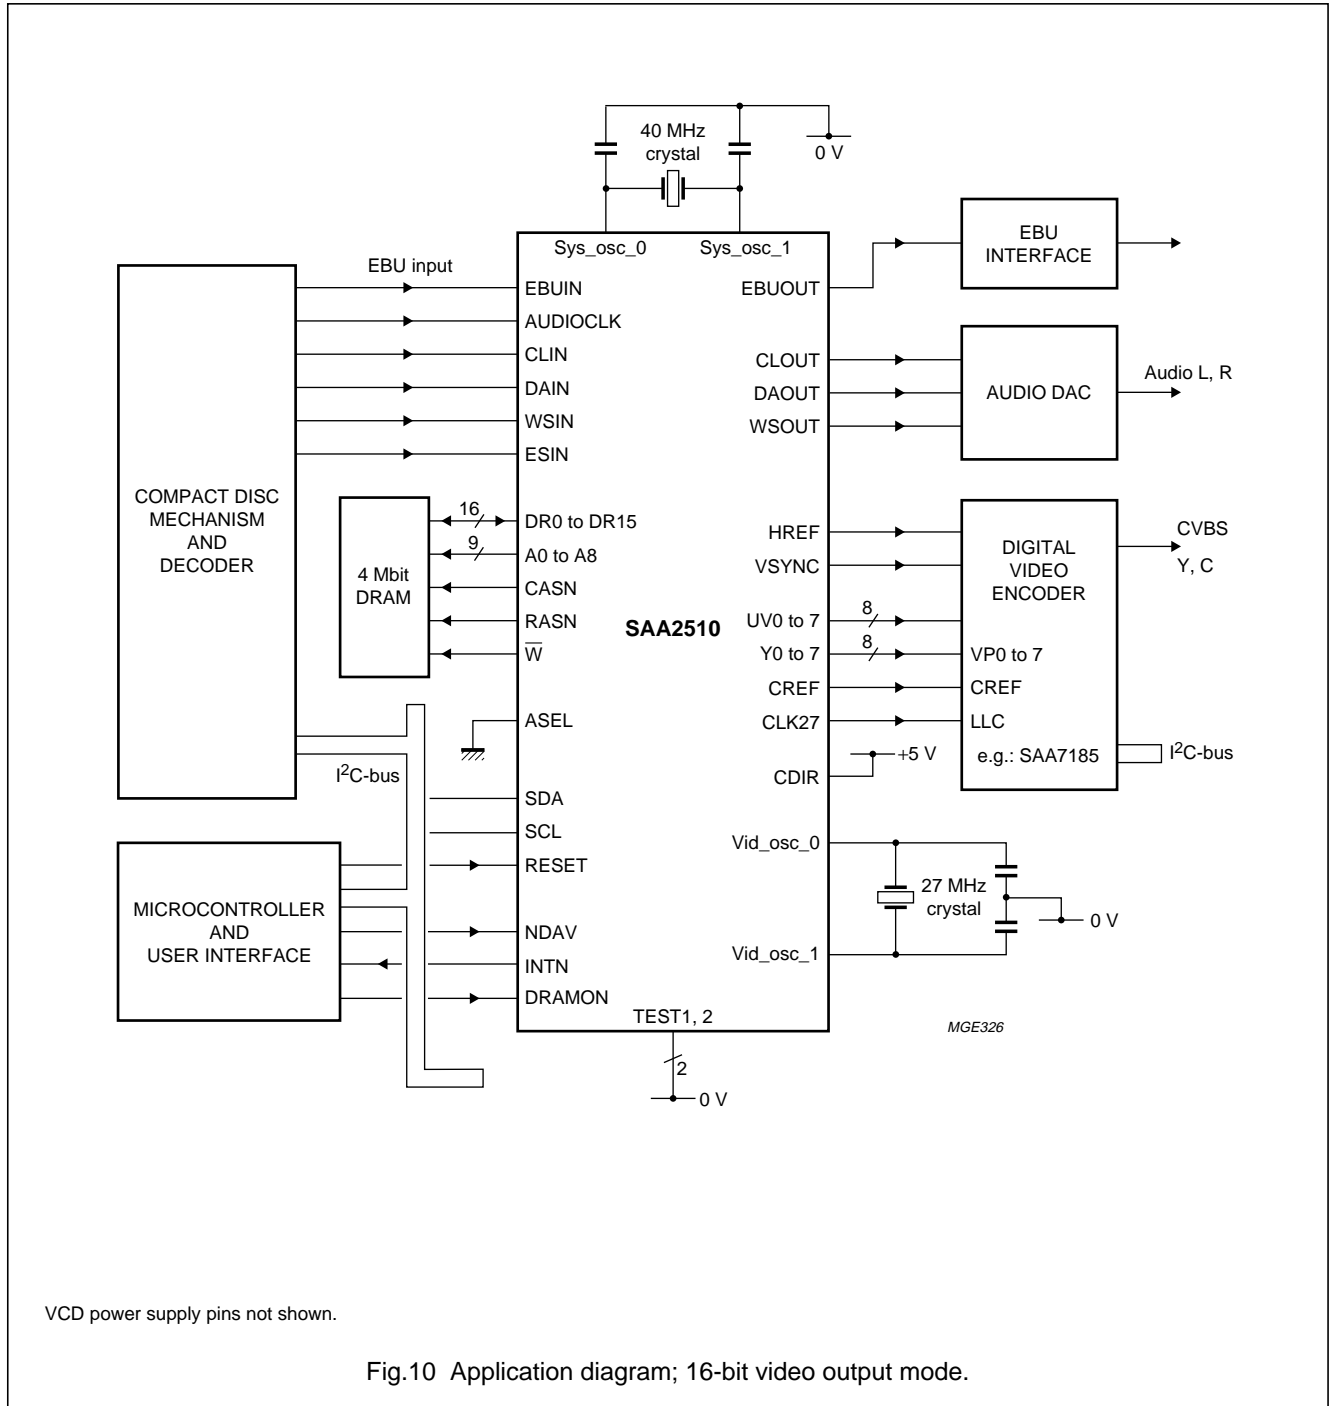 40 MHz
crystal
0 V
Sys_osc_0
Sys_osc_1
EBU input
EBUIN
AUDIOCLK
CLIN
DAIN
WSIN
ESIN
EBUOUT
EBU
INTERFACE
CLOUT
DAOUT
WSOUT
AUDIO DAC
Audio L, R
COMPACT DISC
MECHANISM
AND
DECODER
4 Mbit
DRAM
16
9
DR0 to DR15
A0 to A8
CASN
RASN
W̅
SAA2510
HREF
VSYNC
UV0 to 7
Y0 to 7
CREF
CLK27
8
8
DIGITAL
VIDEO
ENCODER
VP0 to 7
CREF
LLC
e.g.: SAA7185
CVBS
Y, C
I²C-bus
ASEL
+5 V
CDIR
I²C-bus
SDA
SCL
RESET
Vid_osc_0
27 MHz
crystal
0 V
Vid_osc_1
MICROCONTROLLER
AND
USER INTERFACE
NDAV
INTN
DRAMON
TEST1, 2
2
0 V
MGE326
VCD power supply pins not shown.
Fig.10 Application diagram; 16-bit video output mode.